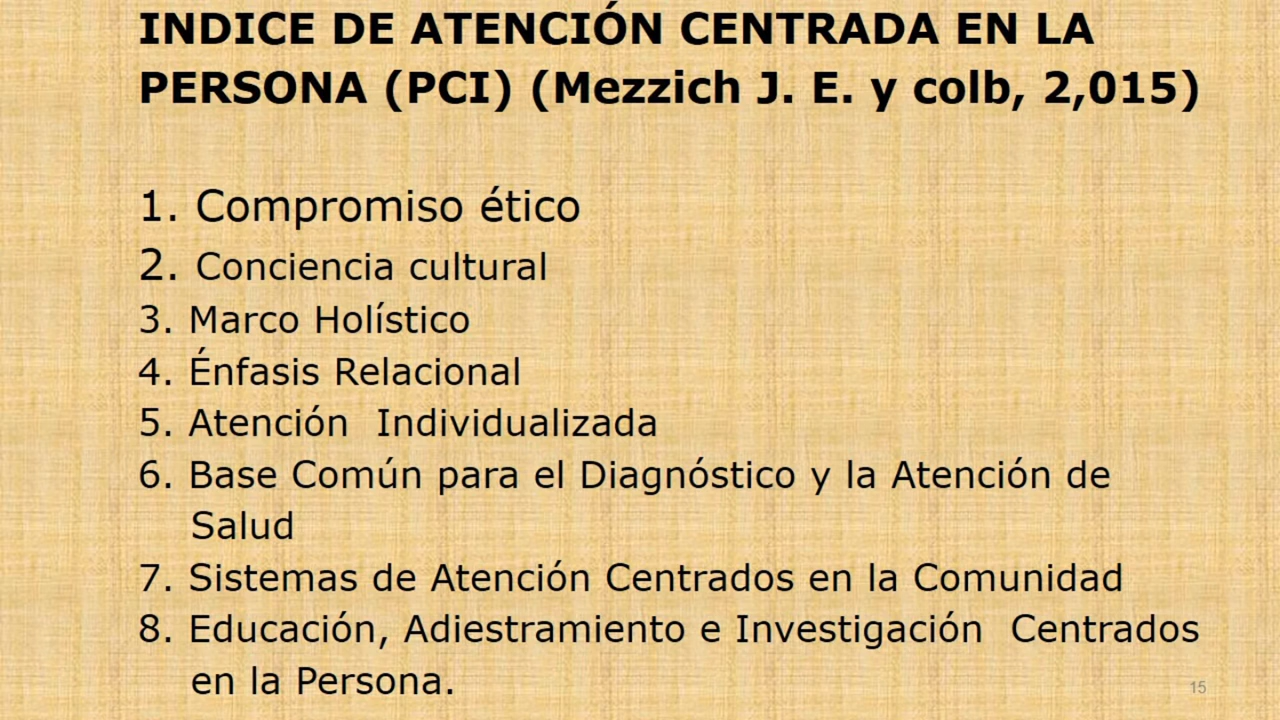 INDICE DE ATENCIÓN CENTRADA EN LA
PERSONA (PCI) (Mezzich J. E. y colb, 2,015)
1. Compromiso ético
2. Conciencia cultural
3. Marco Holístico
4. Énfasis Relacional
5. Atención  Individualizada
6. Base Común para el Diagnóstico y la Atención de
Salud
7. Sistemas de Atención Centrados en la Comunidad
8. Educación, Adiestramiento e Investigación  Centrados
en la Persona.
15